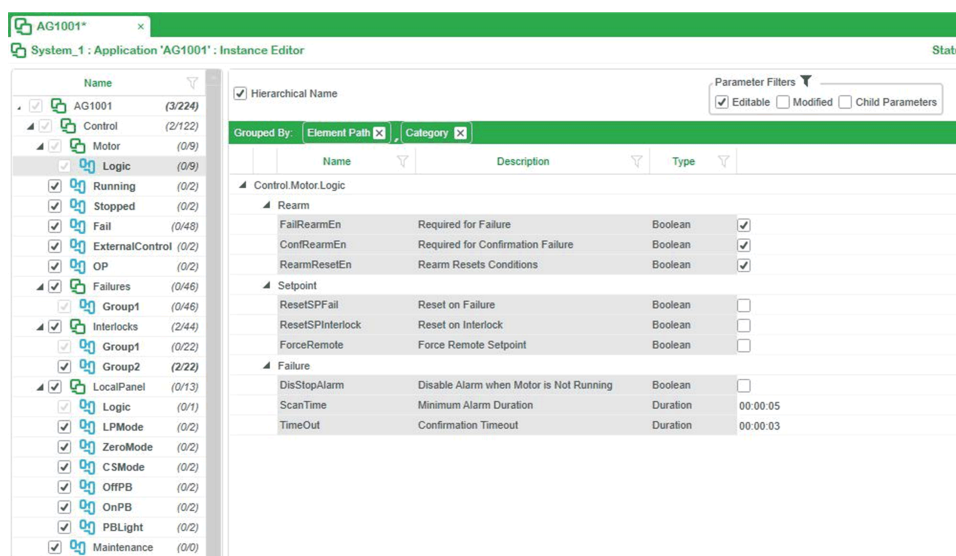 AG1001* ×
System_1 : Application 'AG1001' : Instance Editor
Name
AG1001 (3/224)
Control (2/122)
Motor (0/9)
Logic (0/9)
Running (0/2)
Stopped (0/2)
Fail (0/48)
ExternalControl (0/2)
OP (0/2)
Failures (0/46)
Group1 (0/46)
Interlocks (2/44)
Group1 (0/22)
Group2 (2/22)
LocalPanel (0/13)
Logic (0/1)
LPMode (0/2)
ZeroMode (0/2)
CSMode (0/2)
OffPB (0/2)
OnPB (0/2)
PBLight (0/2)
Maintenance (0/0)
Hierarchical Name
Parameter Filters
Editable Modified Child Parameters
Grouped By: Element Path , Category
Name Description Type
Control.Motor.Logic
Rearm
FailRearmEn Required for Failure Boolean
ConfRearmEn Required for Confirmation Failure Boolean
RearmResetEn Rearm Resets Conditions Boolean
Setpoint
ResetSPFail Reset on Failure Boolean
ResetSPInterlock Reset on Interlock Boolean
ForceRemote Force Remote Setpoint Boolean
Failure
DisStopAlarm Disable Alarm when Motor is Not Running Boolean
ScanTime Minimum Alarm Duration Duration 00:00:05
TimeOut Confirmation Timeout Duration 00:00:03